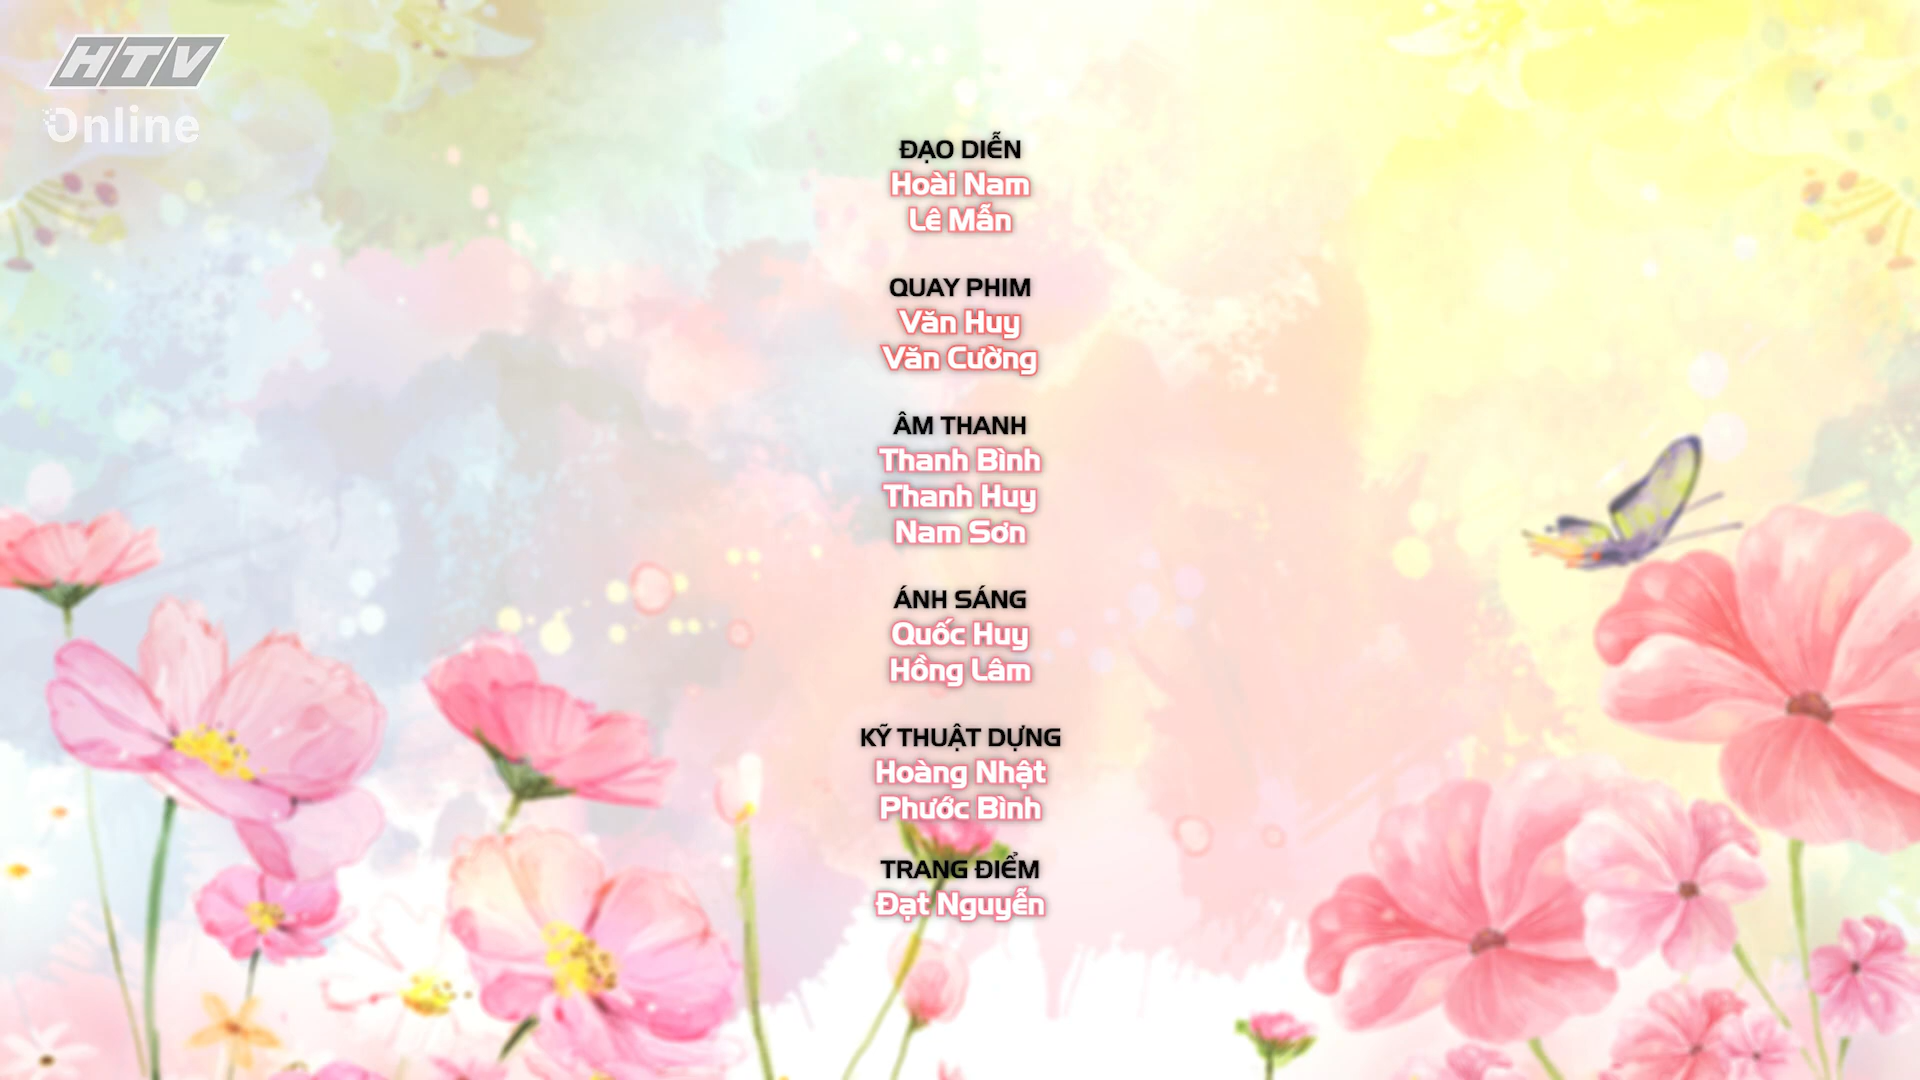 HTV
Online
ĐẠO DIỄN
Hoài Nam
Lê Mẫn
QUAY PHIM
Văn Huy
Văn Cường
ÂM THANH
Thanh Bình
Thanh Huy
Nam Sơn
ÁNH SÁNG
Quốc Huy
Hồng Lâm
KỸ THUẬT DỰNG
Hoàng Nhật
Phước Bình
TRANG ĐIỂM
Đạt Nguyễn